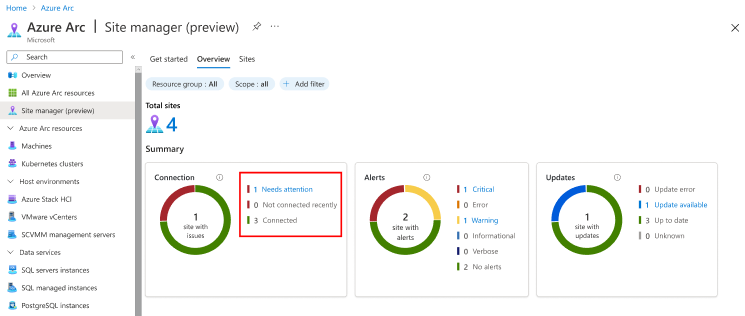 Home > Azure Arc
Azure Arc | Site manager (preview)
Microsoft
Search
Overview
All Azure Arc resources
Site manager (preview)
Azure Arc resources
Machines
Kubernetes clusters
Host environments
Azure Stack HCI
VMware vCenters
SCVMM management servers
Data services
SQL servers instances
SQL managed instances
PostgreSQL instances
Get started Overview Sites
Resource group : All Scope : all Add filter
Total sites
4
Summary
Connection
1
site with
issues
1 Needs attention
0 Not connected recently
3 Connected
Alerts
2
site with
alerts
1 Critical
0 Error
1 Warning
0 Informational
0 Verbose
2 No alerts
Updates
1
site with
updates
0 Update error
1 Update available
3 Up to date
0 Unknown